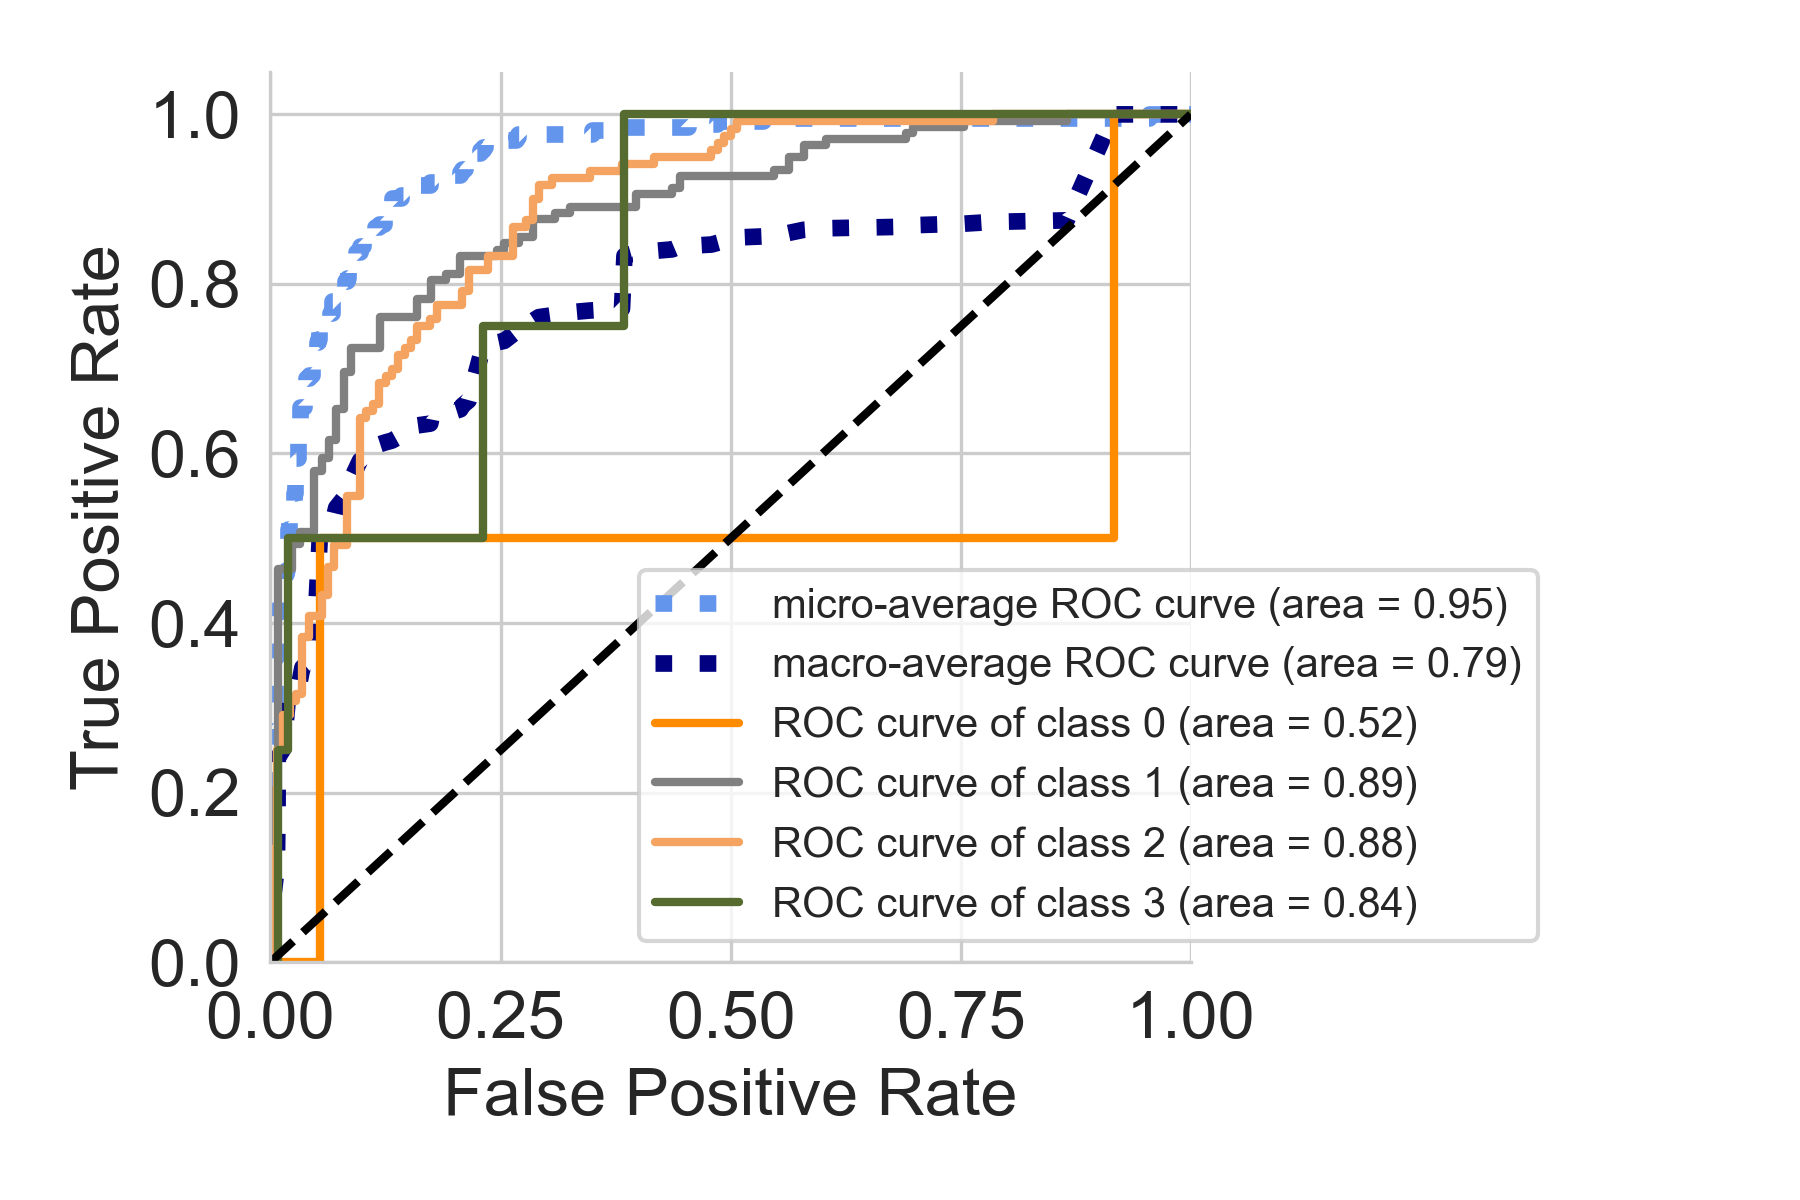 True Positive Rate
1.0
0.8
0.6
0.4
0.2
0.0
micro-average ROC curve (area = 0.95)
macro-average ROC curve (area = 0.79)
ROC curve of class 0 (area = 0.52)
ROC curve of class 1 (area = 0.89)
ROC curve of class 2 (area = 0.88)
ROC curve of class 3 (area = 0.84)
0.00 0.25 0.50 0.75 1.00
False Positive Rate